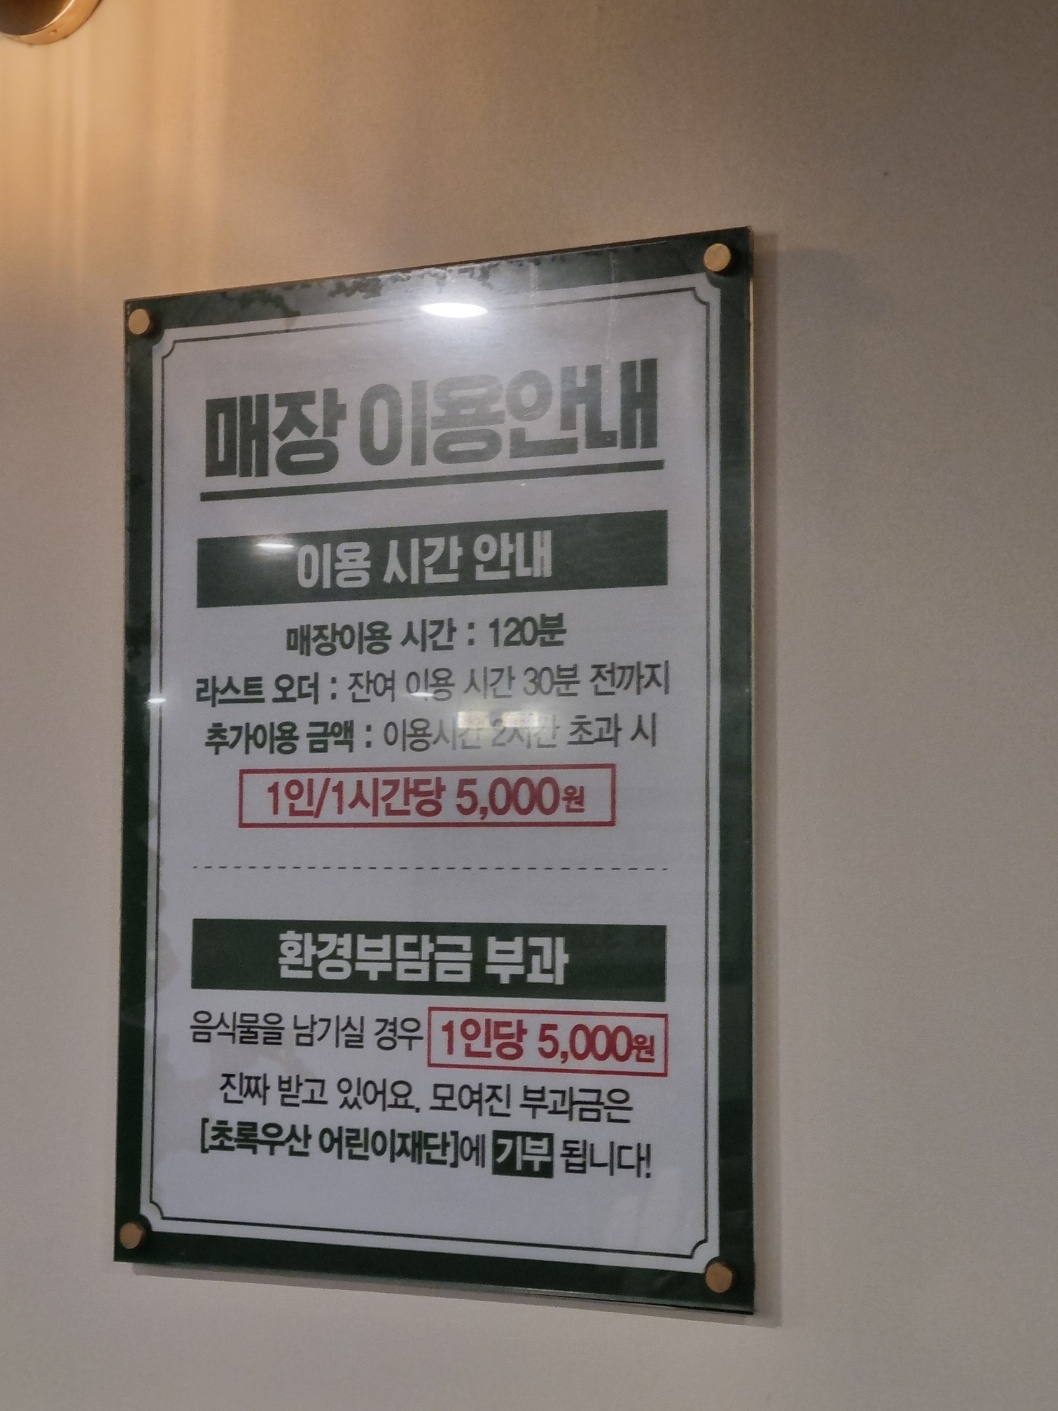 매장 이용안내
이용 시간 안내
매장이용 시간 : 120분
라스트 오더 : 잔여 이용 시간 30분 전까지
추가이용 금액 : 이용시간 2시간 초과 시
1인/1시간당 5,000원
환경부담금 부과
음식물을 남기실 경우 1인당 5,000원
진짜 받고 있어요. 모여진 부과금은
[초록우산 어린이재단]에 기부 됩니다!